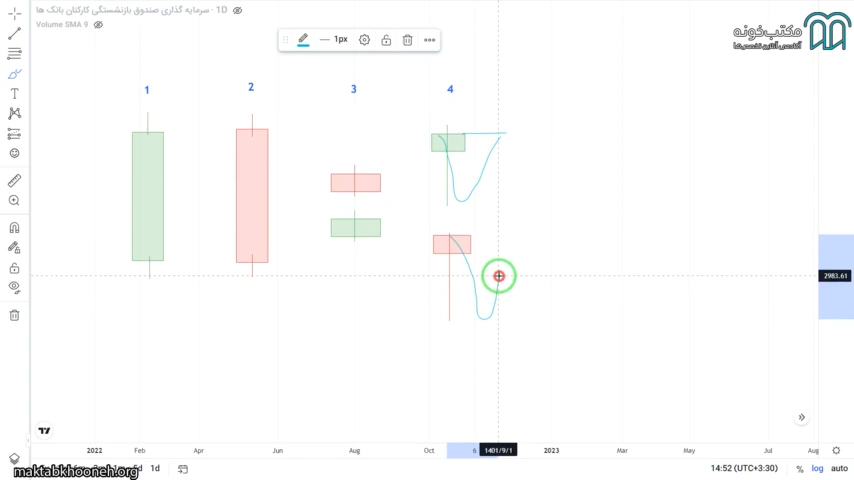 سرمایه گذاری صندوق بازنشستگی کارکنان بانک ها · 1D
Volume SMA 9
1px
مکتب‌خونه
آکادمی آنلاین تخصص‌ها
1
2
3
4
2983.61
2022
Feb
Apr
Jun
Aug
Oct
6
1401/9/1
2023
Mar
May
Jul
Aug
1d
14:52 (UTC+3:30)
%
log
auto
maktabkhooneh.org